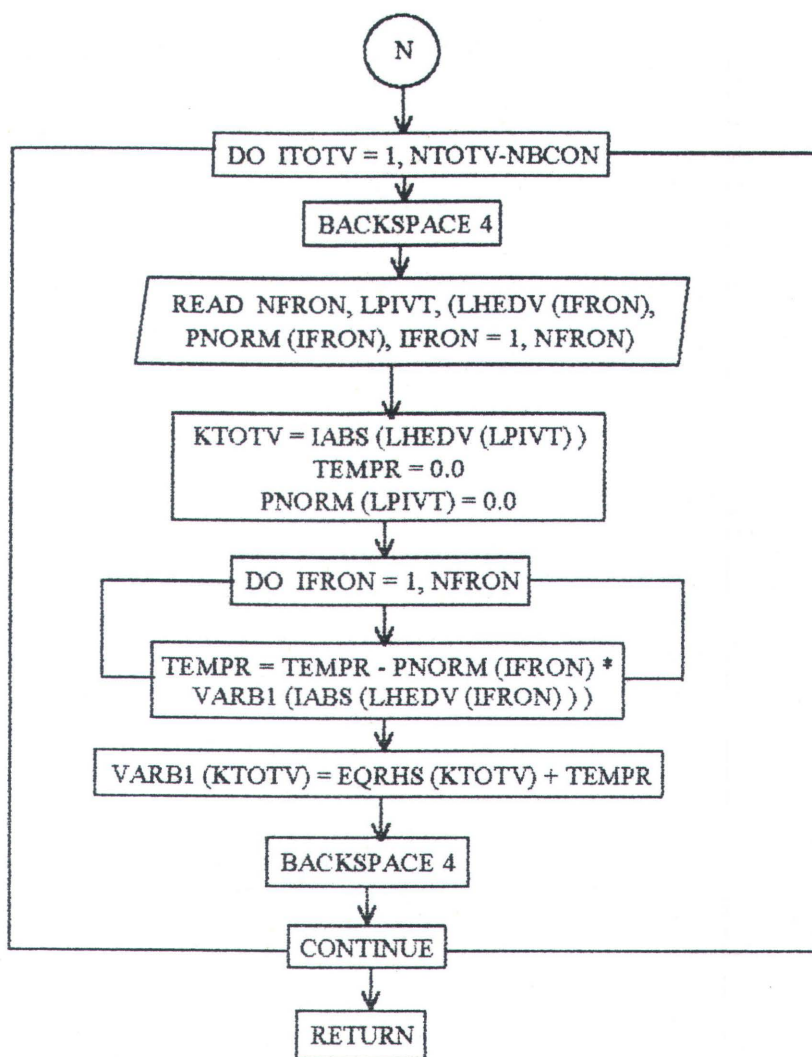 N
DO ITOTV = 1, NTOTV-NBCON
BACKSPACE 4
READ NFRON, LPIVT, (LHEDV (IFRON),
PNORM (IFRON), IFRON = 1, NFRON)
KTOTV = IABS (LHEDV (LPIVT) )
TEMPR = 0.0
PNORM (LPIVT) = 0.0
DO IFRON = 1, NFRON
TEMPR = TEMPR - PNORM (IFRON) *
VARB1 (IABS (LHEDV (IFRON) ) )
VARB1 (KTOTV) = EQRHS (KTOTV) + TEMPR
BACKSPACE 4
CONTINUE
RETURN